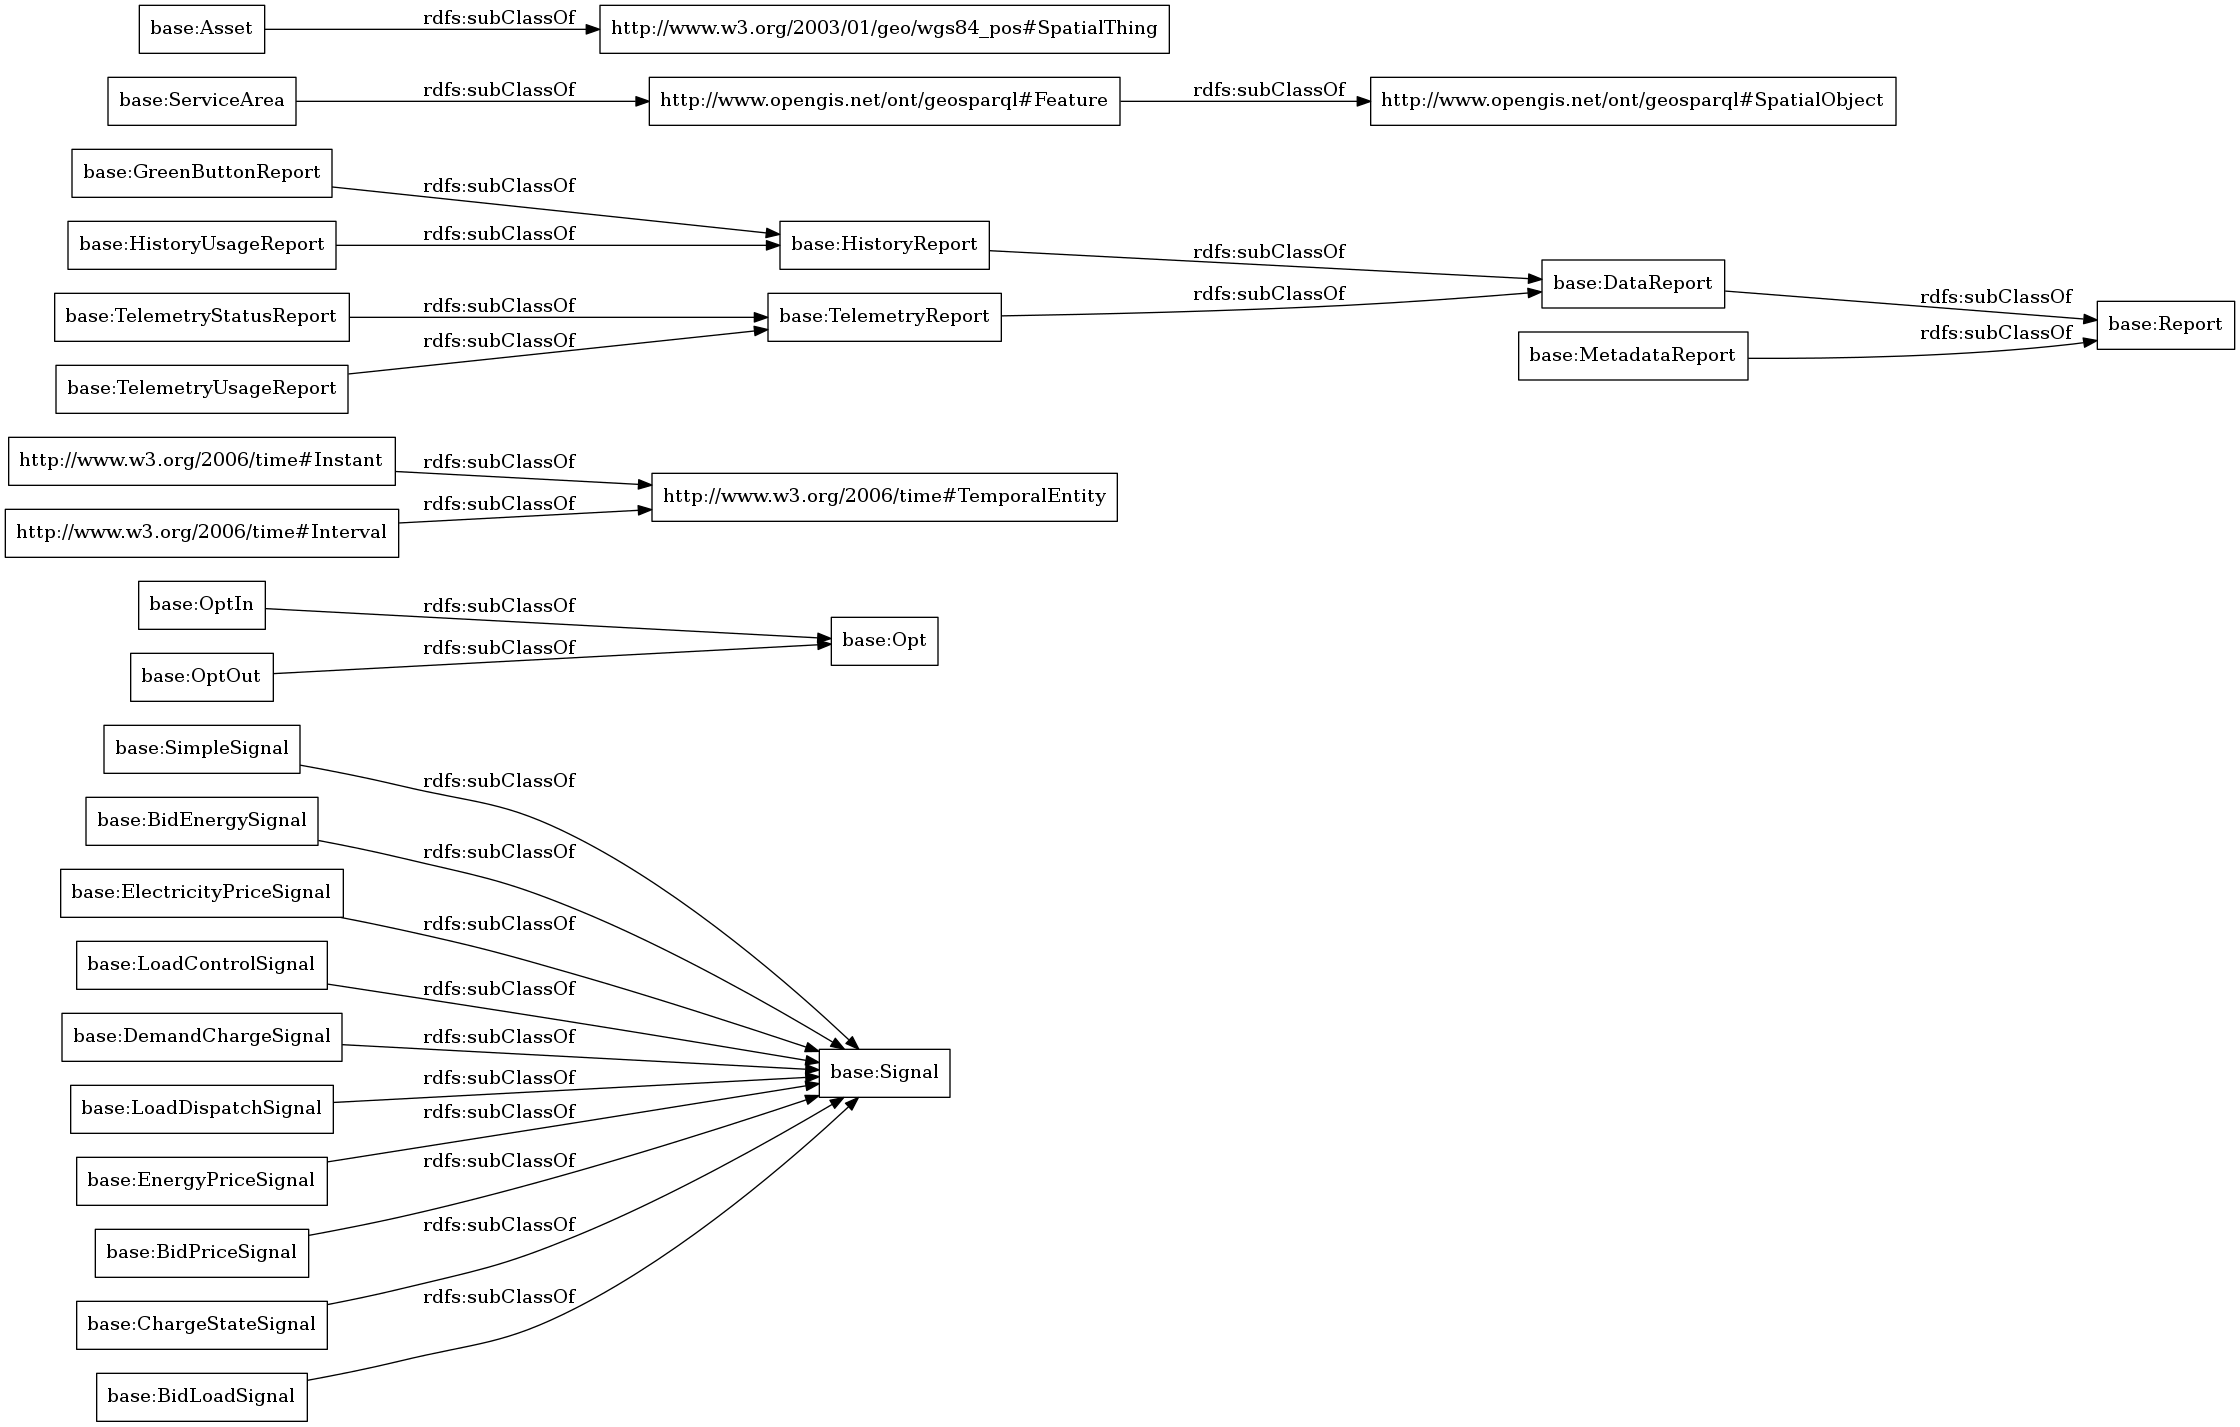 base:Asset
rdfs:subClassOf
http://www.w3.org/2003/01/geo/wgs84_pos#SpatialThing
base:ServiceArea
rdfs:subClassOf
http://www.opengis.net/ont/geosparql#Feature
rdfs:subClassOf
http://www.opengis.net/ont/geosparql#SpatialObject
base:GreenButtonReport
rdfs:subClassOf
base:HistoryUsageReport
rdfs:subClassOf
base:HistoryReport
rdfs:subClassOf
base:TelemetryStatusReport
rdfs:subClassOf
base:TelemetryReport
rdfs:subClassOf
base:DataReport
rdfs:subClassOf
base:TelemetryUsageReport
rdfs:subClassOf
base:MetadataReport
rdfs:subClassOf
base:Report
http://www.w3.org/2006/time#Instant
rdfs:subClassOf
http://www.w3.org/2006/time#Interval
rdfs:subClassOf
http://www.w3.org/2006/time#TemporalEntity
base:OptIn
rdfs:subClassOf
base:OptOut
rdfs:subClassOf
base:Opt
base:SimpleSignal
rdfs:subClassOf
base:BidEnergySignal
rdfs:subClassOf
base:ElectricityPriceSignal
rdfs:subClassOf
base:LoadControlSignal
rdfs:subClassOf
base:DemandChargeSignal
rdfs:subClassOf
base:LoadDispatchSignal
rdfs:subClassOf
base:Signal
base:EnergyPriceSignal
rdfs:subClassOf
base:BidPriceSignal
rdfs:subClassOf
base:ChargeStateSignal
rdfs:subClassOf
base:BidLoadSignal
rdfs:subClassOf